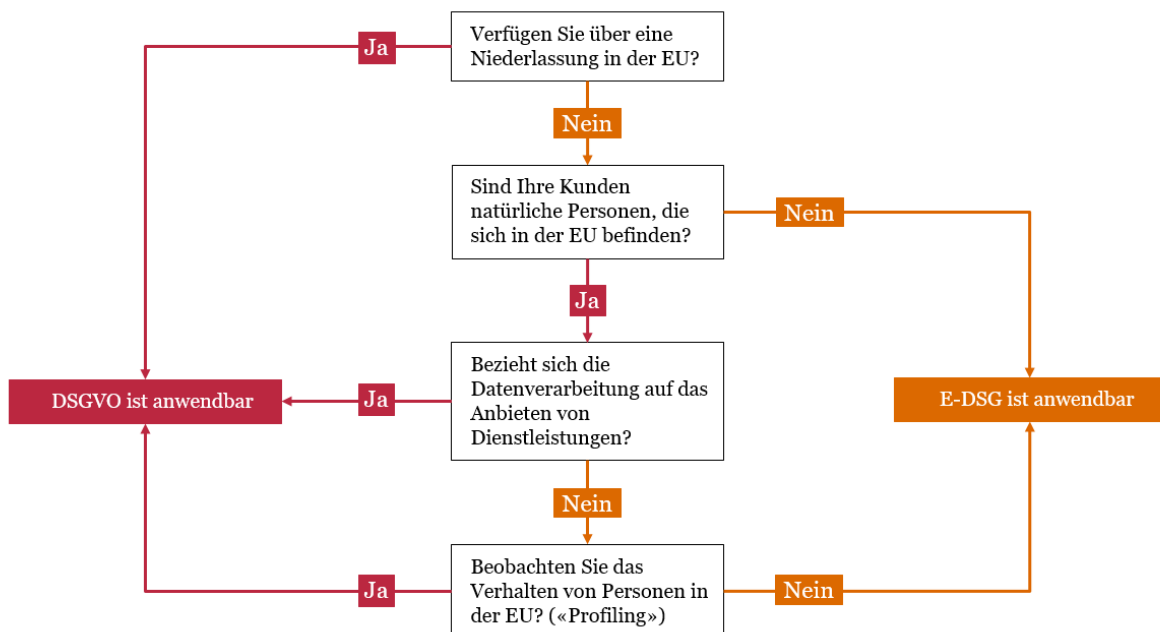 Verfügen Sie über eine
Niederlassung in der EU?
Ja
Nein
Sind Ihre Kunden
natürliche Personen, die
sich in der EU befinden?
Nein
Ja
Bezieht sich die
Datenverarbeitung auf das
Anbieten von
Dienstleistungen?
Ja
DSGVO ist anwendbar
E-DSG ist anwendbar
Nein
Beobachten Sie das
Verhalten von Personen in
der EU? («Profiling»)
Ja
Nein